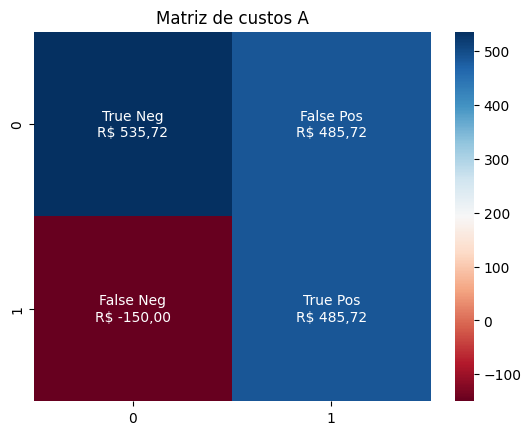 Matriz de custos A
0
True Neg
R$ 535,72
False Pos
R$ 485,72
1
False Neg
R$ -150,00
True Pos
R$ 485,72
0
1
500
400
300
200
100
0
−100